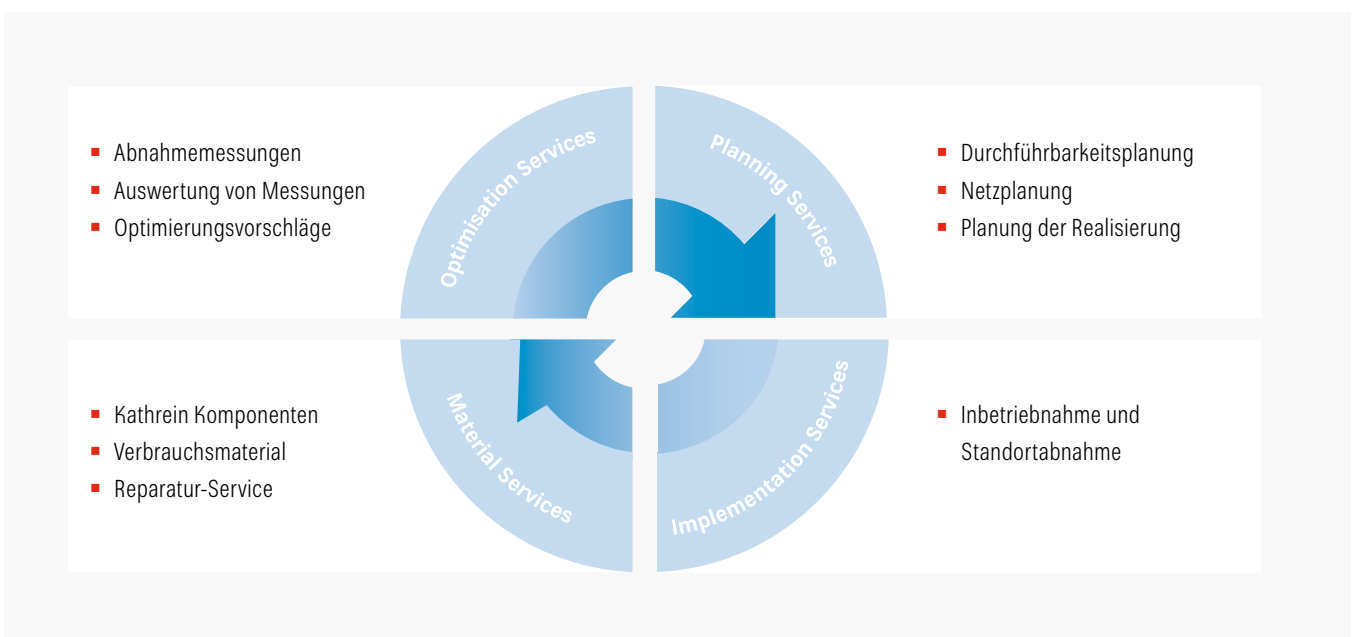 Optimisation Services
Abnahmemessungen
Auswertung von Messungen
Optimierungsvorschläge
Planning Services
Durchführbarkeitsplanung
Netzplanung
Planung der Realisierung
Material Services
Kathrein Komponenten
Verbrauchsmaterial
Reparatur-Service
Implementation Services
Inbetriebnahme und
Standortabnahme